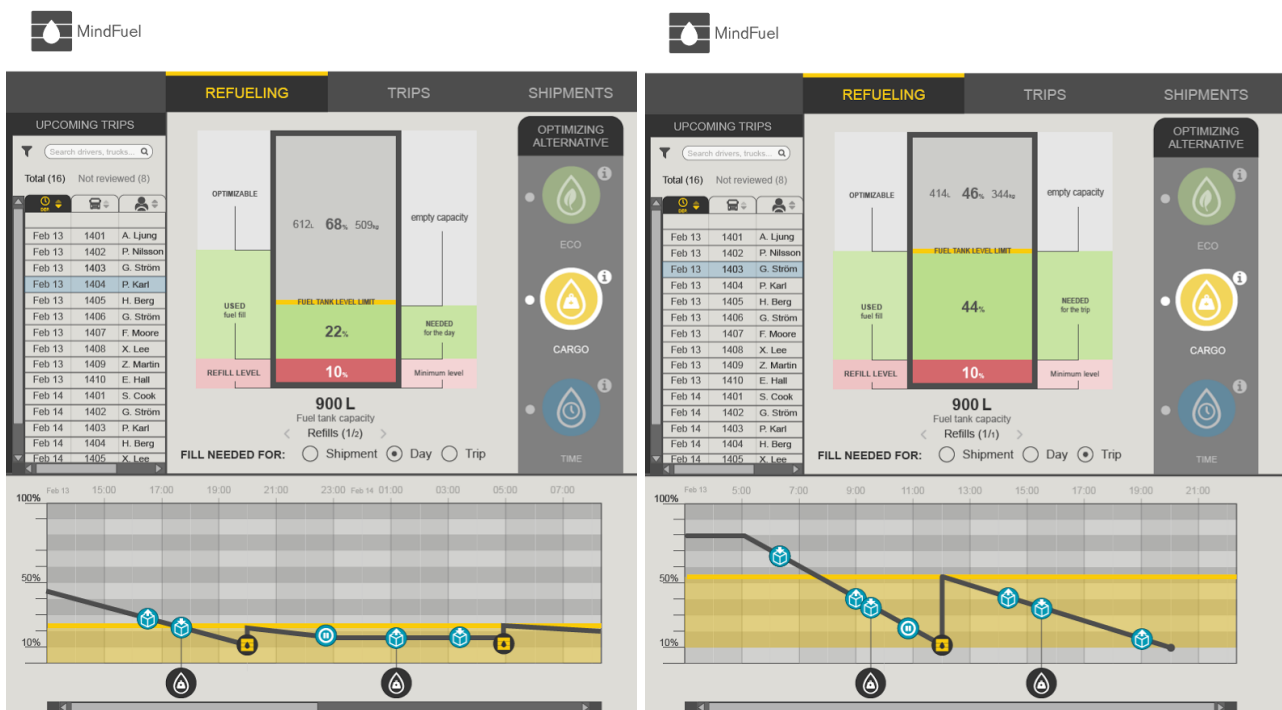 MindFuel
REFUELING TRIPS SHIPMENTS
UPCOMING TRIPS
Search drivers, trucks...
Total (16) Not reviewed (8)
DEP.
Feb 13 1401 A. Ljung
Feb 13 1402 P. Nilsson
Feb 13 1403 G. Ström
Feb 13 1404 P. Karl
Feb 13 1405 H. Berg
Feb 13 1406 G. Ström
Feb 13 1407 F. Moore
Feb 13 1408 X. Lee
Feb 13 1409 Z. Martin
Feb 13 1410 E. Hall
Feb 14 1401 S. Cook
Feb 14 1402 G. Ström
Feb 14 1403 P. Karl
Feb 14 1404 H. Berg
Feb 14 1405 X. Lee
OPTIMIZABLE
612L 68% 509kg
empty capacity
FUEL TANK LEVEL LIMIT
USED
fuel fill
22%
NEEDED
for the day
REFILL LEVEL
10%
Minimum level
900 L
Fuel tank capacity
< Refills (1/2) >
FILL NEEDED FOR: Shipment Day Trip
OPTIMIZING
ALTERNATIVE
i
ECO
i
CARGO
i
TIME
Feb 13 15:00 17:00 19:00 21:00 23:00 Feb 14 01:00 03:00 05:00 07:00
100%
50%
10%
MindFuel
REFUELING TRIPS SHIPMENTS
UPCOMING TRIPS
Search drivers, trucks...
Total (16) Not reviewed (8)
DEP.
Feb 13 1401 A. Ljung
Feb 13 1402 P. Nilsson
Feb 13 1403 G. Ström
Feb 13 1404 P. Karl
Feb 13 1405 H. Berg
Feb 13 1406 G. Ström
Feb 13 1407 F. Moore
Feb 13 1408 X. Lee
Feb 13 1409 Z. Martin
Feb 13 1410 E. Hall
Feb 14 1401 S. Cook
Feb 14 1402 G. Ström
Feb 14 1403 P. Karl
Feb 14 1404 H. Berg
Feb 14 1405 X. Lee
OPTIMIZABLE
414L 46% 344kg
empty capacity
FUEL TANK LEVEL LIMIT
USED
fuel fill
44%
NEEDED
for the trip
REFILL LEVEL
10%
Minimum level
900 L
Fuel tank capacity
< Refills (1/1) >
FILL NEEDED FOR: Shipment Day Trip
OPTIMIZING
ALTERNATIVE
i
ECO
i
CARGO
i
TIME
Feb 13 5:00 7:00 9:00 11:00 13:00 15:00 17:00 19:00 21:00
100%
50%
10%